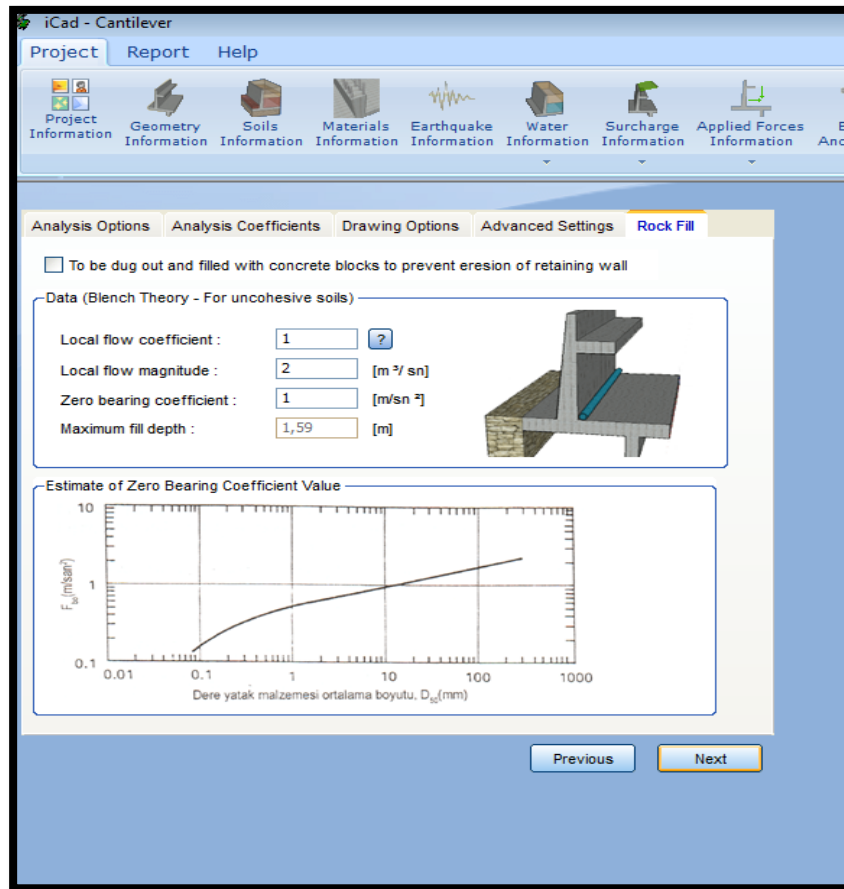 iCad - Cantilever
Project Report Help
Project Information
Geometry Information
Soils Information
Materials Information
Earthquake Information
Water Information
Surcharge Information
Applied Forces Information
Analysis Options Analysis Coefficients Drawing Options Advanced Settings Rock Fill
To be dug out and filled with concrete blocks to prevent eresion of retaining wall
Data (Blench Theory - For uncohesive soils)
Local flow coefficient : 1 ?
Local flow magnitude : 2 [m ³/ sn]
Zero bearing coefficient : 1 [m/sn ²]
Maximum fill depth : 1,59 [m]
Estimate of Zero Bearing Coefficient Value
10
1
0.1
0.01 0.1 1 10 100 1000
Dere yatak malzemesi ortalama boyutu, D50(mm)
Previous Next